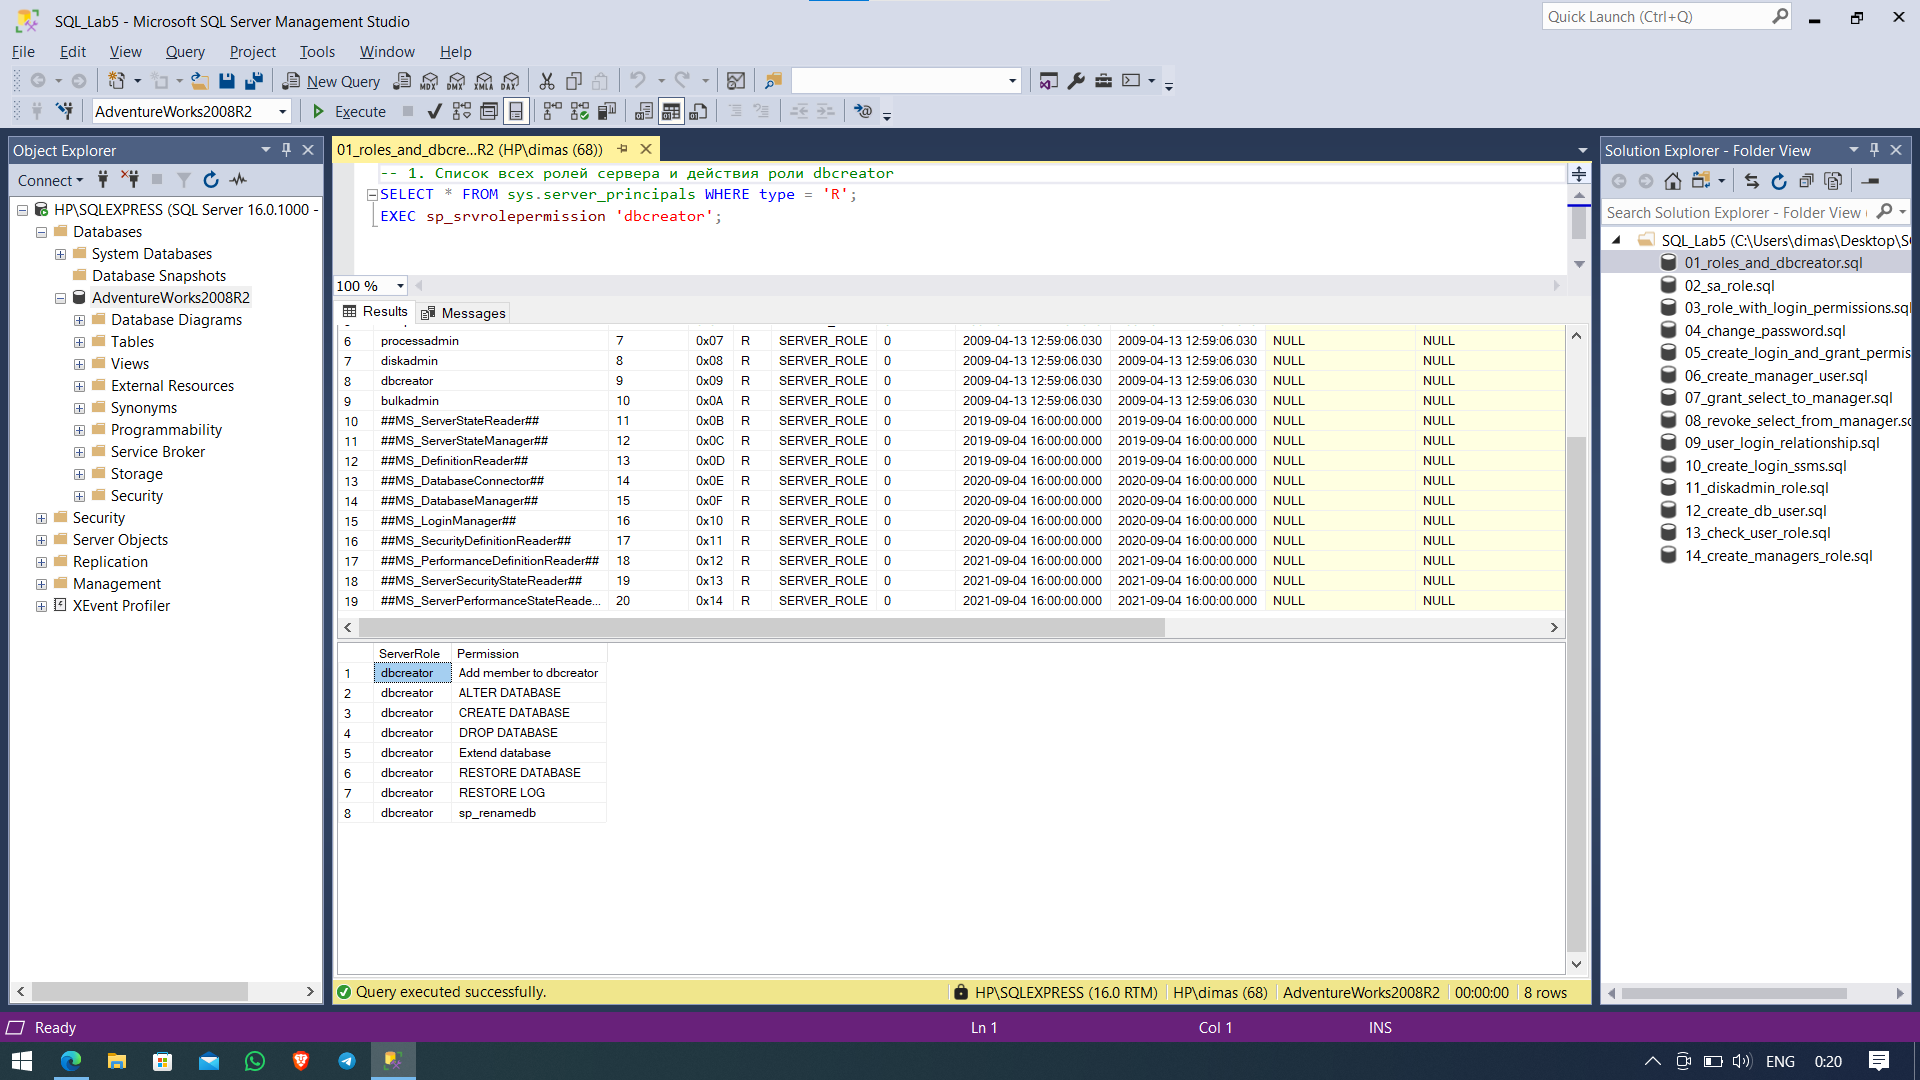 SQL_Lab5 - Microsoft SQL Server Management Studio
Quick Launch (Ctrl+Q)
File Edit View Query Project Tools Window Help
New Query MDX DMX XMLA DAX
AdventureWorks2008R2 Execute
Object Explorer
Connect
HP\SQLEXPRESS (SQL Server 16.0.1000 -
Databases
System Databases
Database Snapshots
AdventureWorks2008R2
Database Diagrams
Tables
Views
External Resources
Synonyms
Programmability
Service Broker
Storage
Security
Security
Server Objects
Replication
Management
XEvent Profiler
01_roles_and_dbcre...R2 (HP\dimas (68))
-- 1. Список всех ролей сервера и действия роли dbcreator
SELECT * FROM sys.server_principals WHERE type = 'R';
EXEC sp_srvrolepermission 'dbcreator';
100 %
Results Messages
6 processadmin 7 0x07 R SERVER_ROLE 0 2009-04-13 12:59:06.030 2009-04-13 12:59:06.030 NULL NULL
7 diskadmin 8 0x08 R SERVER_ROLE 0 2009-04-13 12:59:06.030 2009-04-13 12:59:06.030 NULL NULL
8 dbcreator 9 0x09 R SERVER_ROLE 0 2009-04-13 12:59:06.030 2009-04-13 12:59:06.030 NULL NULL
9 bulkadmin 10 0x0A R SERVER_ROLE 0 2009-04-13 12:59:06.030 2009-04-13 12:59:06.030 NULL NULL
10 ##MS_ServerStateReader## 11 0x0B R SERVER_ROLE 0 2019-09-04 16:00:00.000 2019-09-04 16:00:00.000 NULL NULL
11 ##MS_ServerStateManager## 12 0x0C R SERVER_ROLE 0 2019-09-04 16:00:00.000 2019-09-04 16:00:00.000 NULL NULL
12 ##MS_DefinitionReader## 13 0x0D R SERVER_ROLE 0 2019-09-04 16:00:00.000 2019-09-04 16:00:00.000 NULL NULL
13 ##MS_DatabaseConnector## 14 0x0E R SERVER_ROLE 0 2020-09-04 16:00:00.000 2020-09-04 16:00:00.000 NULL NULL
14 ##MS_DatabaseManager## 15 0x0F R SERVER_ROLE 0 2020-09-04 16:00:00.000 2020-09-04 16:00:00.000 NULL NULL
15 ##MS_LoginManager## 16 0x10 R SERVER_ROLE 0 2020-09-04 16:00:00.000 2020-09-04 16:00:00.000 NULL NULL
16 ##MS_SecurityDefinitionReader## 17 0x11 R SERVER_ROLE 0 2020-09-04 16:00:00.000 2020-09-04 16:00:00.000 NULL NULL
17 ##MS_PerformanceDefinitionReader## 18 0x12 R SERVER_ROLE 0 2021-09-04 16:00:00.000 2021-09-04 16:00:00.000 NULL NULL
18 ##MS_ServerSecurityStateReader## 19 0x13 R SERVER_ROLE 0 2021-09-04 16:00:00.000 2021-09-04 16:00:00.000 NULL NULL
19 ##MS_ServerPerformanceStateReade... 20 0x14 R SERVER_ROLE 0 2021-09-04 16:00:00.000 2021-09-04 16:00:00.000 NULL NULL
ServerRole Permission
1 dbcreator Add member to dbcreator
2 dbcreator ALTER DATABASE
3 dbcreator CREATE DATABASE
4 dbcreator DROP DATABASE
5 dbcreator Extend database
6 dbcreator RESTORE DATABASE
7 dbcreator RESTORE LOG
8 dbcreator sp_renamedb
Query executed successfully. HP\SQLEXPRESS (16.0 RTM) HP\dimas (68) AdventureWorks2008R2 00:00:00 8 rows
Solution Explorer - Folder View
Search Solution Explorer - Folder View (
SQL_Lab5 (C:\Users\dimas\Desktop\S
01_roles_and_dbcreator.sql
02_sa_role.sql
03_role_with_login_permissions.sql
04_change_password.sql
05_create_login_and_grant_permis
06_create_manager_user.sql
07_grant_select_to_manager.sql
08_revoke_select_from_manager.sq
09_user_login_relationship.sql
10_create_login_ssms.sql
11_diskadmin_role.sql
12_create_db_user.sql
13_check_user_role.sql
14_create_managers_role.sql
Ready Ln 1 Col 1 INS
ENG 0:20